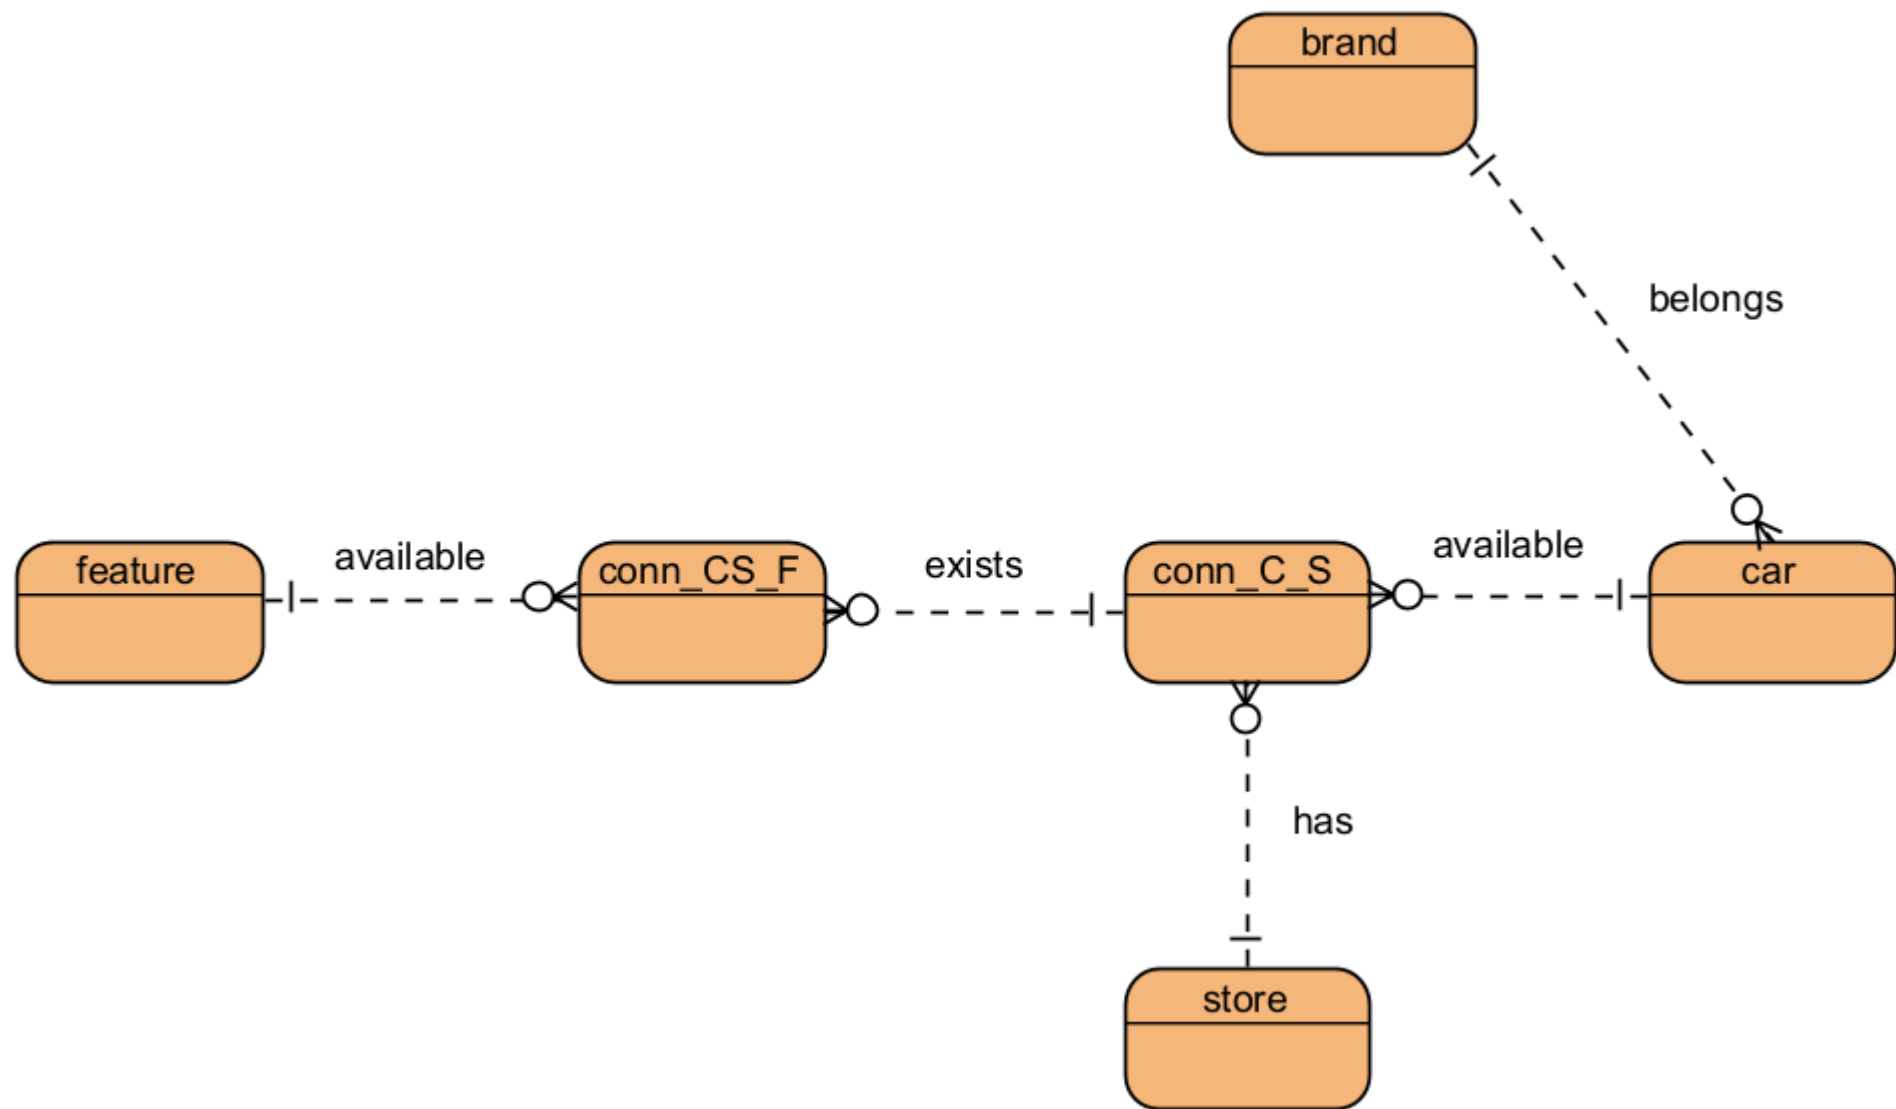 brand
belongs
feature
available
conn_CS_F
exists
conn_C_S
available
car
has
store